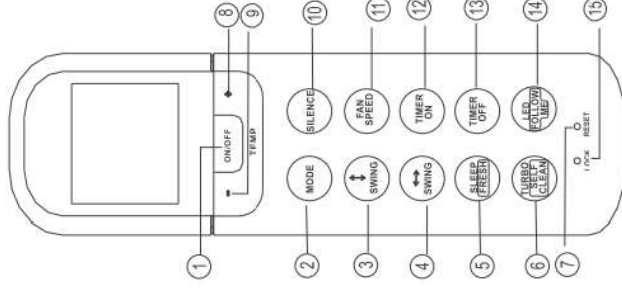 8
9
- +
ON/OFF
TEMP
1
10
MODE SILENCE
2
11
SWING FAN SPEED
3
12
SWING TIMER ON
4
13
SLEEP FRESH TIMER OFF
5
14
TURBO SELF CLEAN LED FOLLOW ME
6
15
LOCK RESET
7